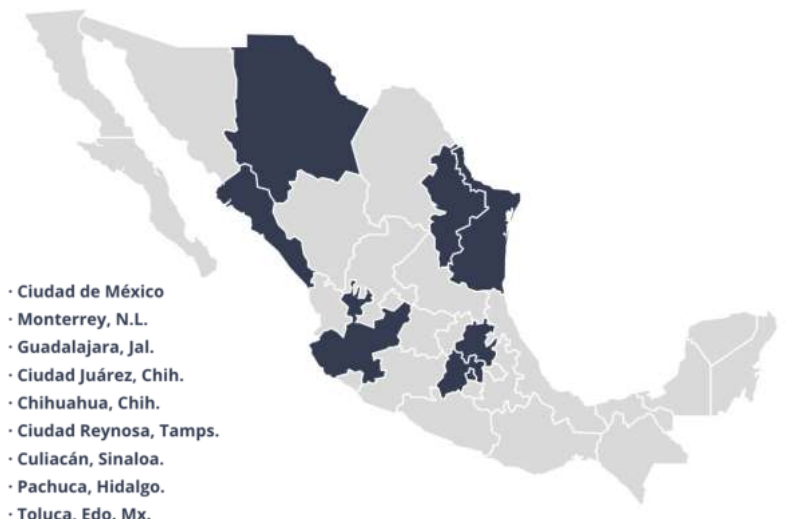 · Ciudad de México
· Monterrey, N.L.
· Guadalajara, Jal.
· Ciudad Juárez, Chih.
· Chihuahua, Chih.
· Ciudad Reynosa, Tamps.
· Culiacán, Sinaloa.
· Pachuca, Hidalgo.
· Toluca, Edo. Mx.